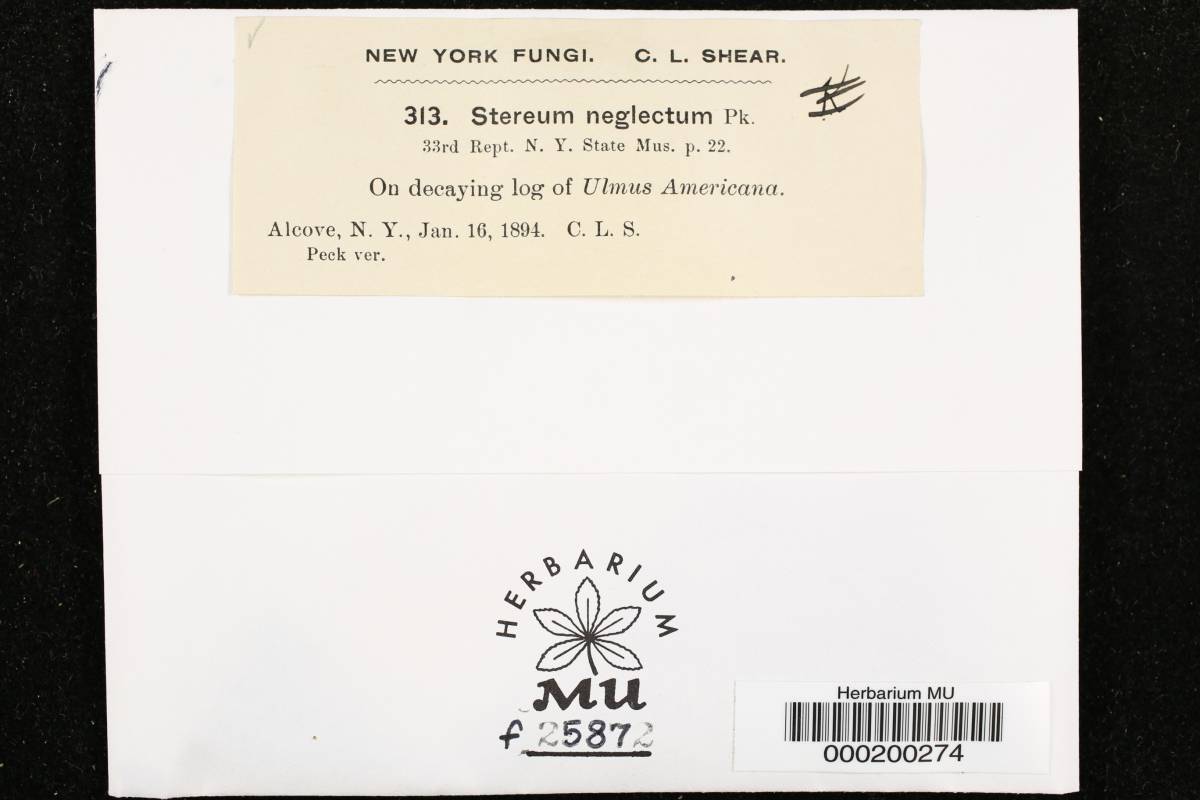 NEW YORK FUNGI. C. L. SHEAR.
313. Stereum neglectum Pk.
33rd Rept. N. Y. State Mus. p. 22.
On decaying log of Ulmus Americana.
Alcove, N. Y., Jan. 16, 1894. C. L. S.
Peck ver.
HERBARIUM
MU
f 25872
Herbarium MU
000200274